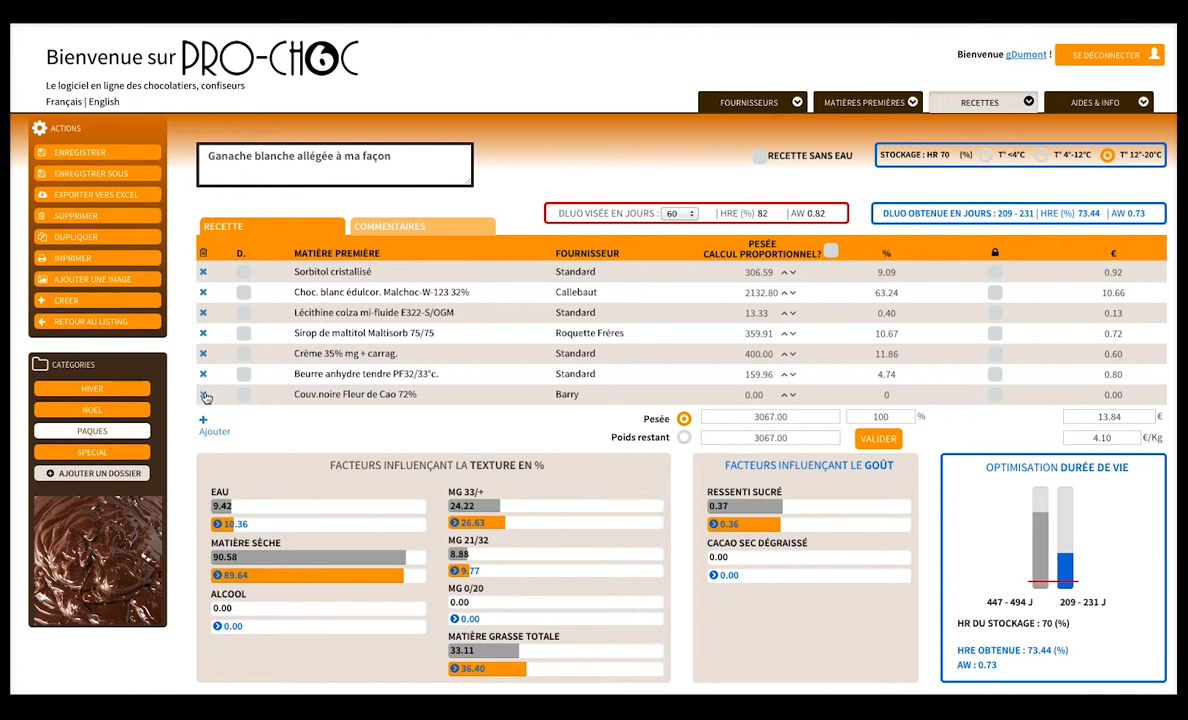 Bienvenue sur PRO-CHO6C
Le logiciel en ligne des chocolatiers, confiseurs
Français | English
Bienvenue gDumont !
SE DÉCONNECTER
FOURNISSEURS
MATIÈRES PREMIÈRES
RECETTES
AIDES & INFO
ACTIONS
ENREGISTRER
ENREGISTRER SOUS
EXPORTER VERS EXCEL
SUPPRIMER
DUPLIQUER
IMPRIMER
AJOUTER UNE IMAGE
CRÉER
RETOUR AU LISTING
CATÉGORIES
HIVER
NOEL
PAQUES
SPECIAL
AJOUTER UN DOSSIER
Ganache blanche allégée à ma façon
RECETTE SANS EAU
STOCKAGE : HR 70 (%) T° <4°C T° 4°-12°C T° 12°-20°C
DLUO VISÉE EN JOURS : 60 | HRE (%) 82 | AW 0.82
DLUO OBTENUE EN JOURS : 209 - 231 | HRE (%) 73.44 | AW 0.73
RECETTE
COMMENTAIRES
D. MATIÈRE PREMIÈRE FOURNISSEUR PESÉE CALCUL PROPORTIONNEL? % €
Sorbitol cristallisé Standard 306.59 9.09 0.92
Choc. blanc édulcor. Malchoc-W-123 32% Callebaut 2132.80 63.24 10.66
Lécithine colza mi-fluide E322-S/OGM Standard 13.33 0.40 0.13
Sirop de maltitol Maltisorb 75/75 Roquette Fréres 359.91 10.67 0.72
Crème 35% mg + carrag. Standard 400.00 11.86 0.60
Beurre anhydre tendre PF32/33°c. Standard 159.96 4.74 0.80
Couv.noire Fleur de Cao 72% Barry 0.00 0 0.00
Ajouter
Pesée 3067.00 100 % 13.84 €
Poids restant 3067.00 VALIDER 4.10 €/Kg
FACTEURS INFLUENÇANT LA TEXTURE EN %
EAU
9.42
10.36
MATIÈRE SÈCHE
90.58
89.64
ALCOOL
0.00
0.00
MG 33/+
24.22
26.63
MG 21/32
8.88
9.77
MG 0/20
0.00
0.00
MATIÈRE GRASSE TOTALE
33.11
36.40
FACTEURS INFLUENÇANT LE GOÛT
RESSENTI SUCRÉ
0.37
0.36
CACAO SEC DÉGRAISSÉ
0.00
0.00
OPTIMISATION DURÉE DE VIE
447 - 494 J 209 - 231 J
HR DU STOCKAGE : 70 (%)
HRE OBTENUE : 73.44 (%)
AW : 0.73